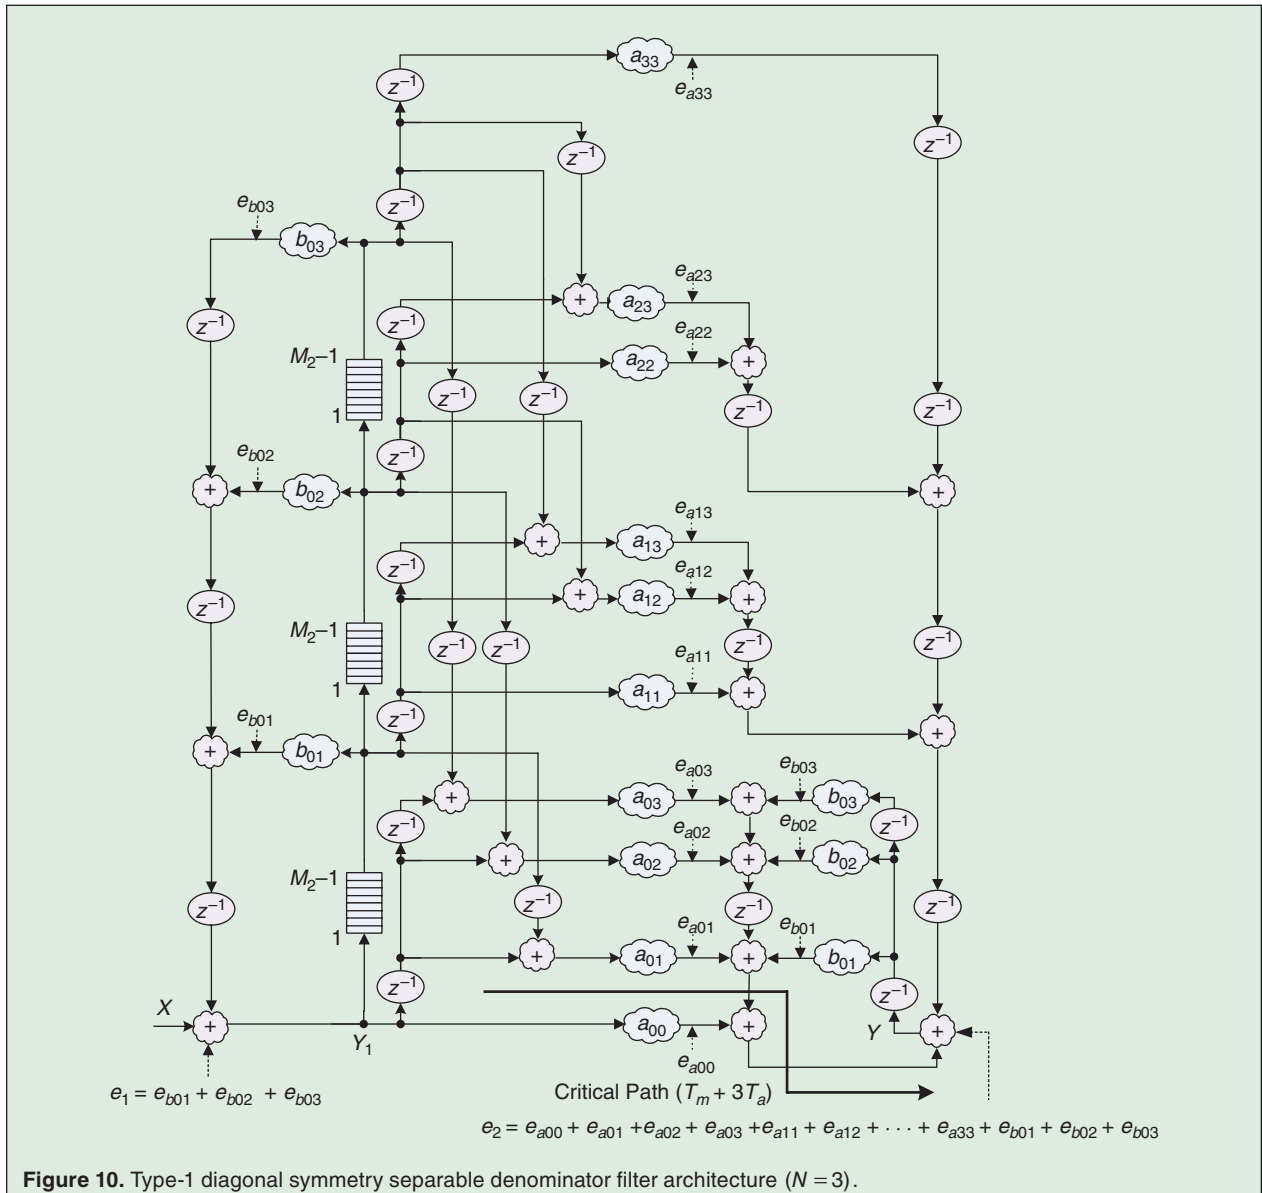 a33
z⁻¹
e_a33
z⁻¹
z⁻¹
e_b03
z⁻¹
b03
e_a23
+
a23
z⁻¹
z⁻¹
e_a22
M₂–1
a22
+
z⁻¹
z⁻¹
z⁻¹
z⁻¹
1
e_b02
z⁻¹
+
b02
+
e_a13
+
a13
z⁻¹
e_a12
+
a12
+
z⁻¹
M₂–1
z⁻¹
z⁻¹
z⁻¹
z⁻¹
e_a11
1
a11
+
e_b01
z⁻¹
+
b01
+
e_a03
e_b03
+
a03
+
b03
z⁻¹
z⁻¹
e_a02
e_b02
+
a02
+
b02
M₂–1
z⁻¹
z⁻¹
z⁻¹
z⁻¹
1
e_a01
e_b01
+
a01
+
b01
z⁻¹
z⁻¹
X
+
Y₁
a00
+
Y
+
e_a00
e₁ = e_b01 + e_b02 + e_b03
Critical Path (Tₘ + 3Tₐ)
e₂ = e_a00 + e_a01 +e_a02 + e_a03 +e_a11 + e_a12 + · · · + e_a33 + e_b01 + e_b02 + e_b03
Figure 10. Type-1 diagonal symmetry separable denominator filter architecture (N = 3).